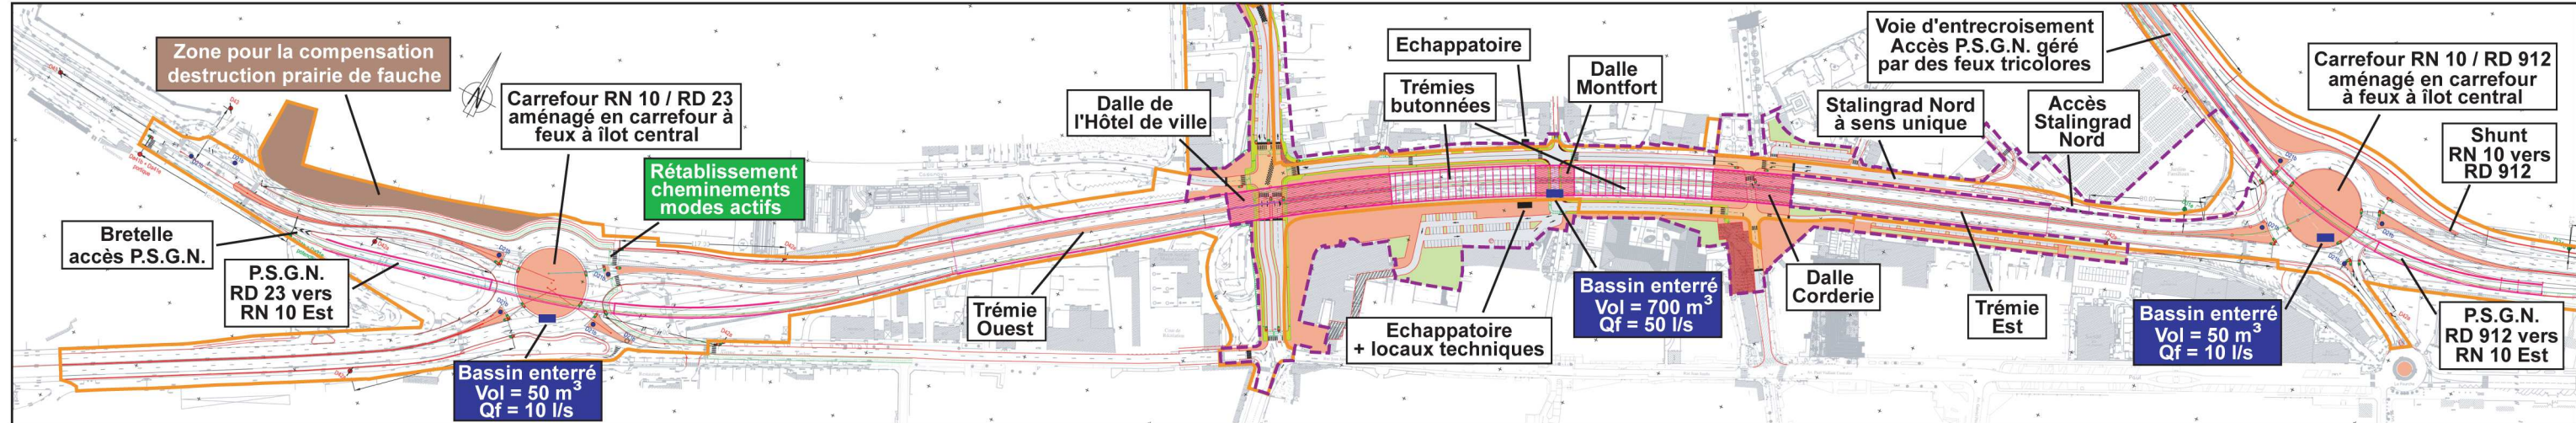 Zone pour la compensation
destruction prairie de fauche
Carrefour RN 10 / RD 23
aménagé en carrefour à
feux à îlot central
Rétablissement
cheminements
modes actifs
Bretelle
accès P.S.G.N.
P.S.G.N.
RD 23 vers
RN 10 Est
Bassin enterré
Vol = 50 m³
Qf = 10 l/s
Trémie
Ouest
Dalle de
l'Hôtel de ville
Echappatoire
Trémies
butonnées
Dalle
Montfort
Echappatoire
+ locaux techniques
Bassin enterré
Vol = 700 m³
Qf = 50 l/s
Dalle
Corderie
Voie d'entrecroisement
Accès P.S.G.N. géré
par des feux tricolores
Stalingrad Nord
à sens unique
Accès
Stalingrad
Nord
Trémie
Est
Carrefour RN 10 / RD 912
aménagé en carrefour
à feux à îlot central
Shunt
RN 10 vers
RD 912
Bassin enterré
Vol = 50 m³
Qf = 10 l/s
P.S.G.N.
RD 912 vers
RN 10 Est